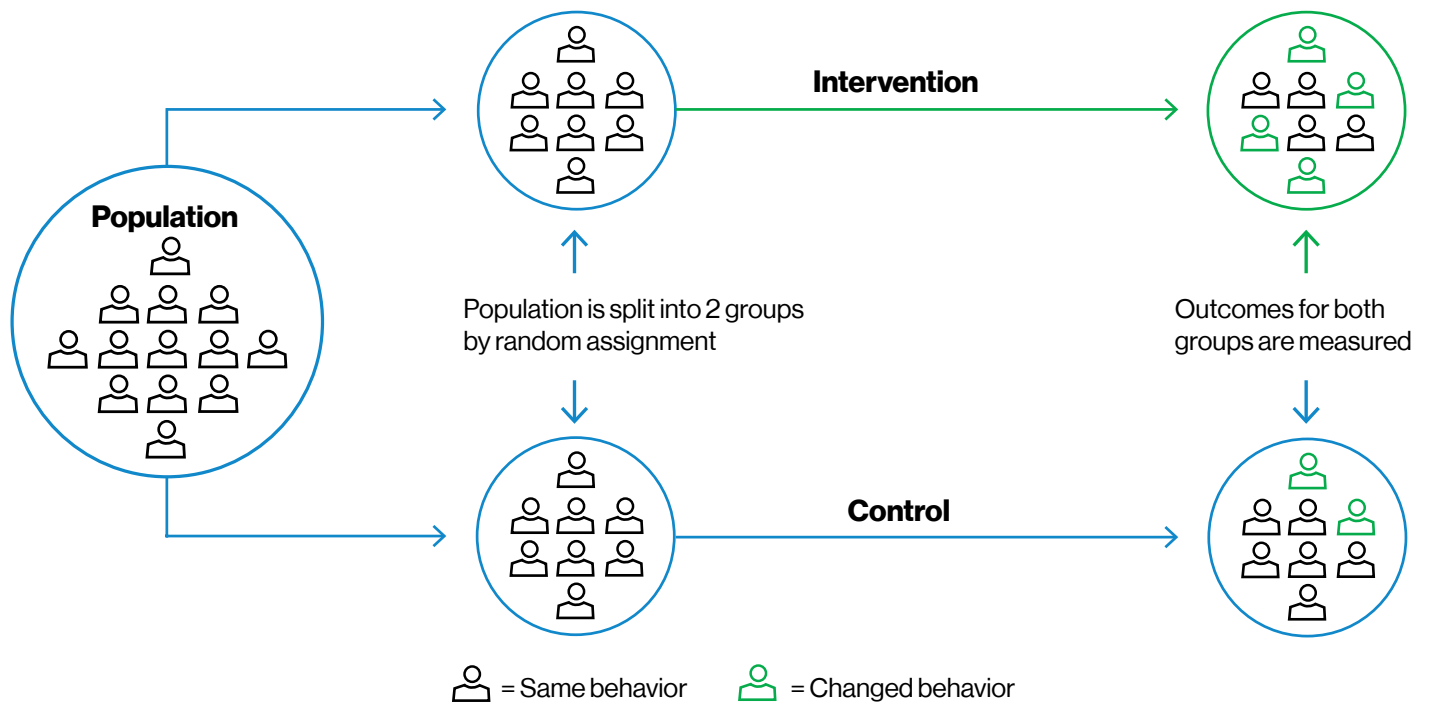 Intervention
Population
Population is split into 2 groups
by random assignment
Outcomes for both
groups are measured
Control
= Same behavior
= Changed behavior